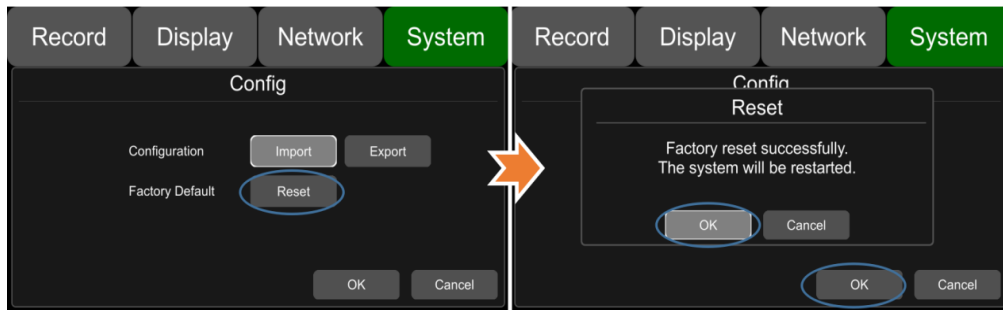 Record Display Network System
Config
Configuration Import Export
Factory Default Reset
OK Cancel
Record Display Network System
Config
Reset
Factory reset successfully.
The system will be restarted.
OK Cancel
OK Cancel